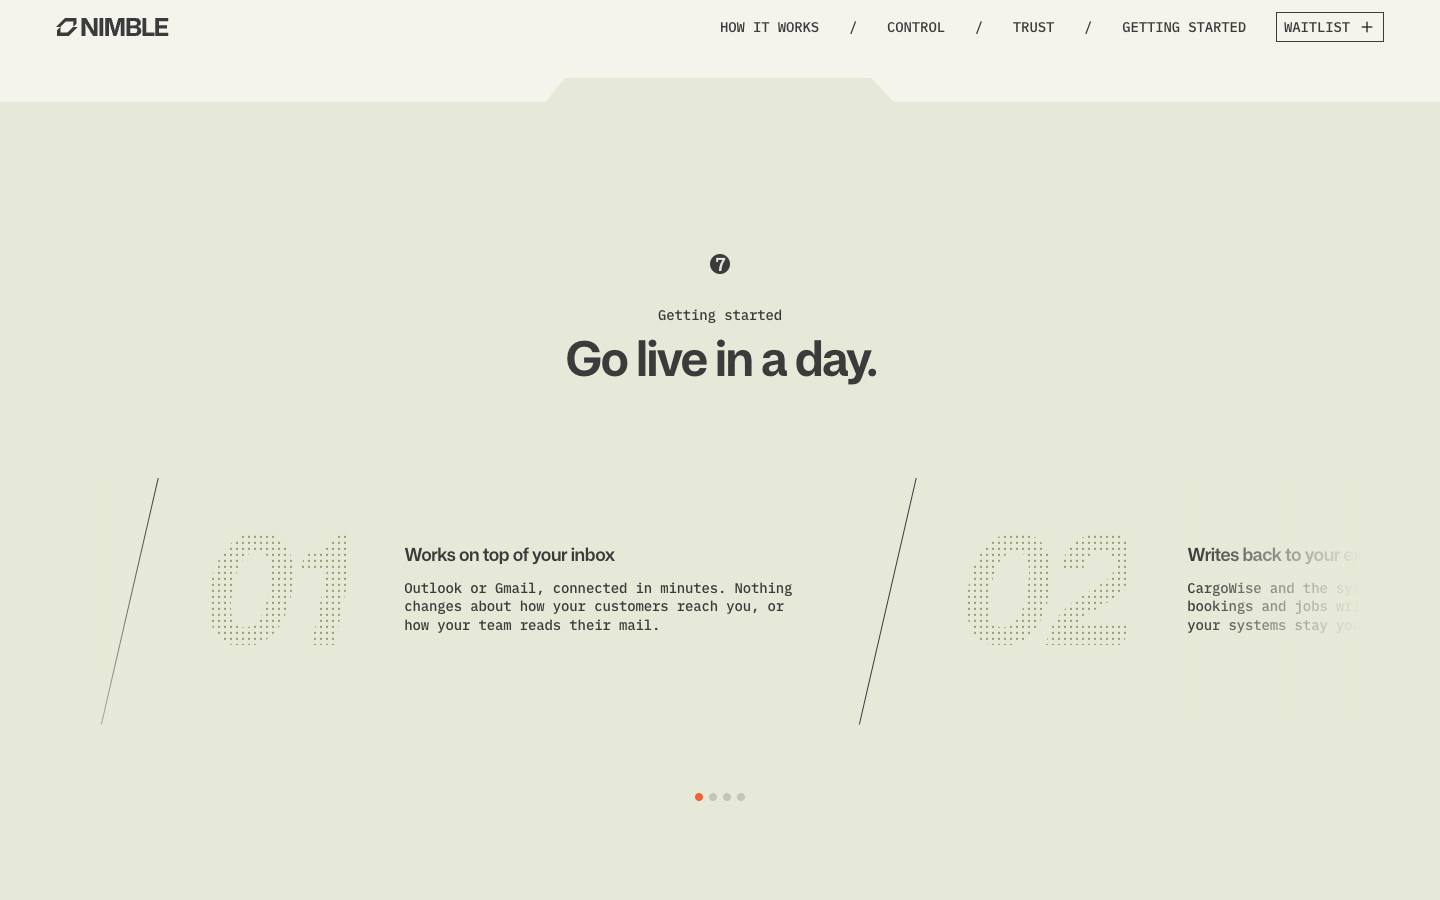 NIMBLE
HOW IT WORKS / CONTROL / TRUST / GETTING STARTED WAITLIST +
7
Getting started
Go live in a day.
01
Works on top of your inbox
Outlook or Gmail, connected in minutes. Nothing
changes about how your customers reach you, or
how your team reads their mail.
02
Writes back to your
CargoWise and the
bookings and jobs
your systems stay